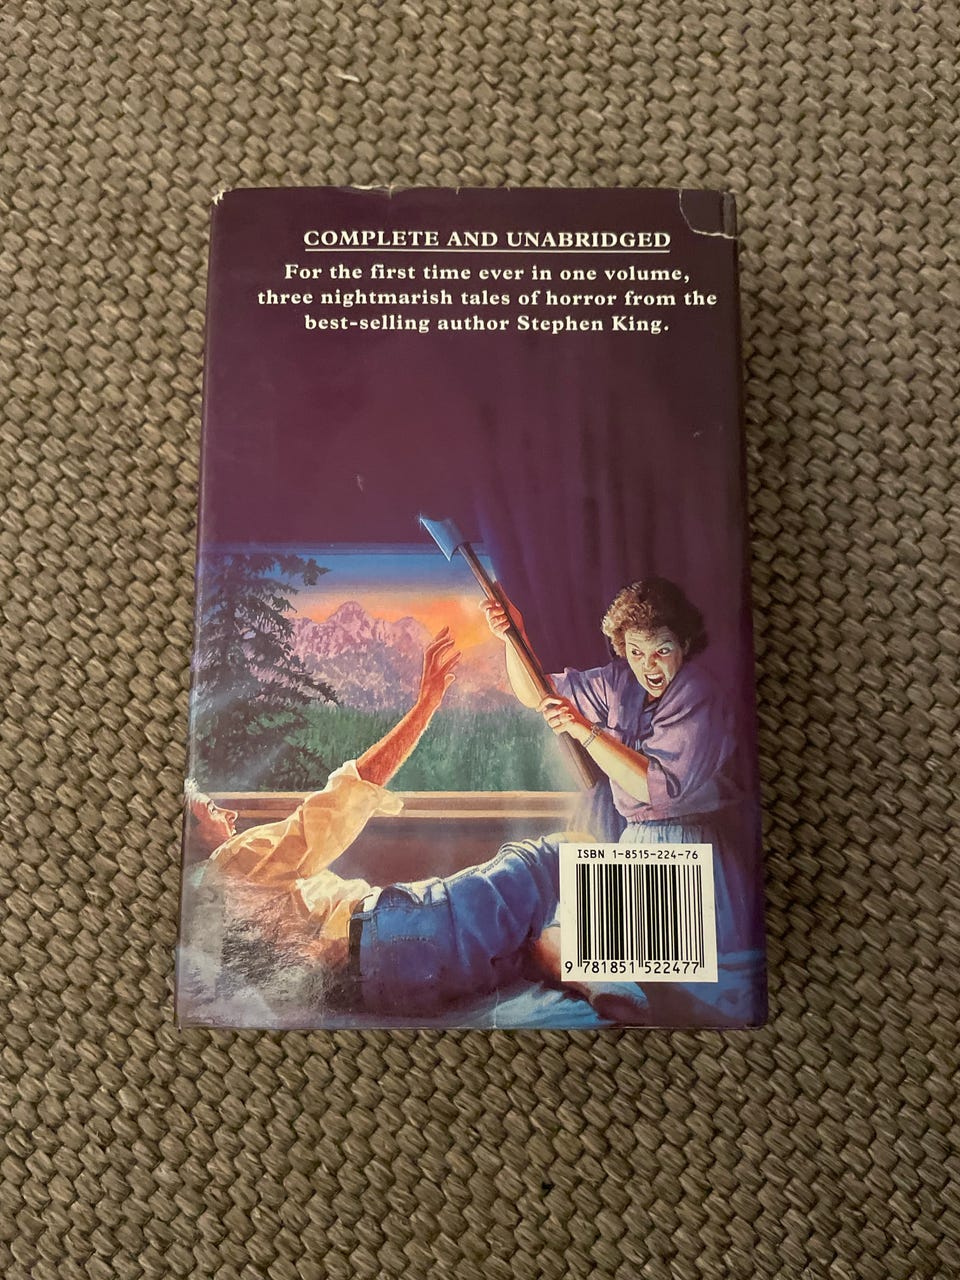 COMPLETE AND UNABRIDGED
For the first time ever in one volume,
three nightmarish tales of horror from the
best-selling author Stephen King.
ISBN 1-8515-224-76
9 781851 522477